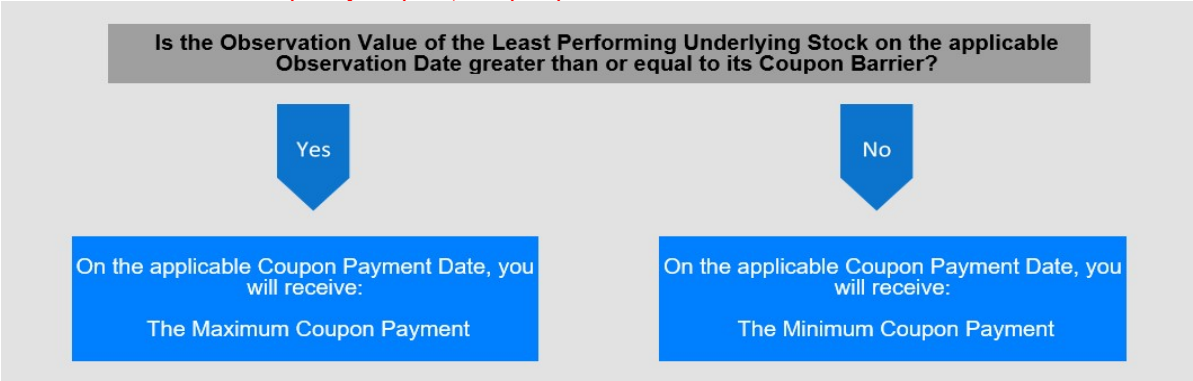 Is the Observation Value of the Least Performing Underlying Stock on the applicable
Observation Date greater than or equal to its Coupon Barrier?
Yes
No
On the applicable Coupon Payment Date, you
will receive:
The Maximum Coupon Payment
On the applicable Coupon Payment Date, you
will receive:
The Minimum Coupon Payment